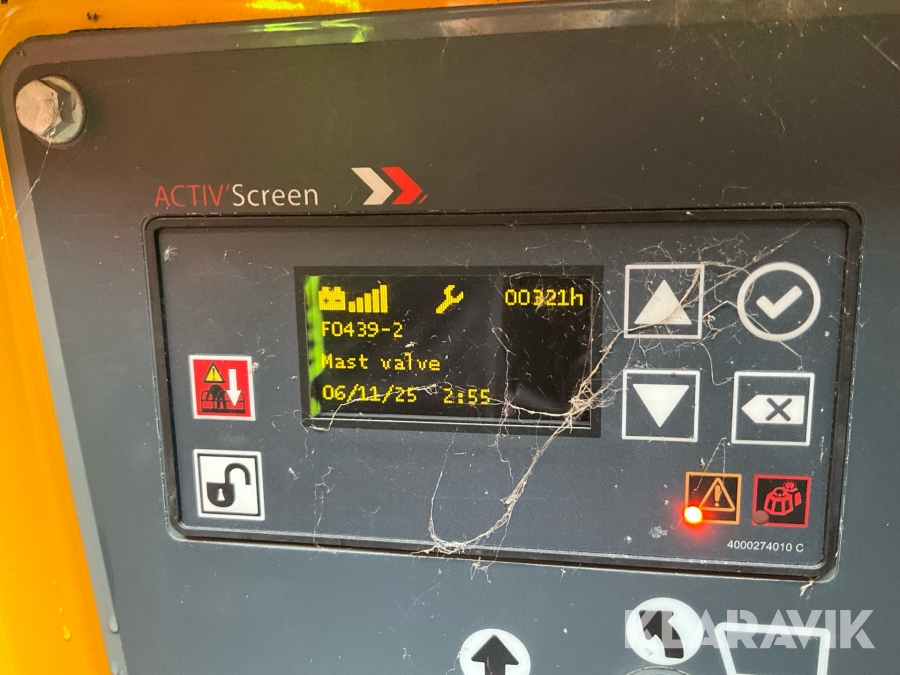 ACTIV'Screen
00321h
F0439-2
Mast valve
06/11/25 2:55
4000274010 C
KLARAVIK